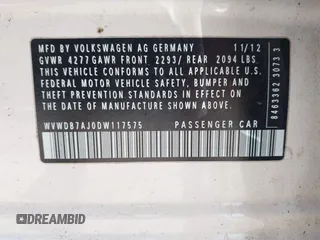 MFD BY VOLKSWAGEN AG GERMANY 11/12
GVWR 4277 GAWR FRONT 2293/ REAR 2094 LBS
THIS VEHICLE CONFORMS TO ALL APPLICABLE U.S.
FEDERAL MOTOR VEHICLE SAFETY, BUMPER AND
THEFT PREVENTION STANDARDS IN EFFECT ON
THE DATE OF MANUFACTURE SHOWN ABOVE.
WVWDB7AJ0DW117575 PASSENGER CAR
8463362 3073 3
DREAMBID